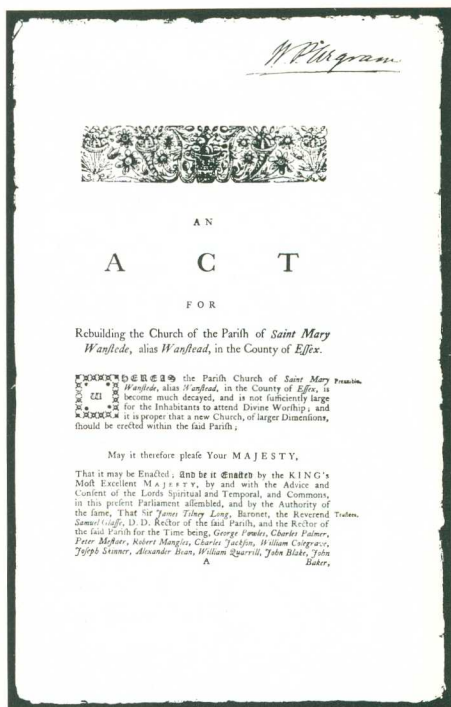 AN
ACT
FOR
Rebuilding the Church of the Pariſh of Saint Mary
Wanſtede, alias Wanſtead, in the County of Eſſex.
WHEREAS the Pariſh Church of Saint Mary
Preamble.
Wanſtede, alias Wanſtead, in the County of Eſſex, is
become much decayed, and is not ſufficiently large
for the Inhabitants to attend Divine Worſhip; and
it is proper that a new Church, of larger Dimenſions,
ſhould be erected within the ſaid Pariſh;
May it therefore pleaſe Your MAJESTY,
That it may be Enacted; And be it Enacted by the KING's
Moſt Excellent MAJESTY, by and with the Advice and
Conſent of the Lords Spiritual and Temporal, and Commons,
in this preſent Parliament aſſembled, and by the Authority of
the ſame, That Sir James Tilney Long, Baronet, the Reverend
Truſtees.
Samuel Glaſſe, D.D. Rector of the ſaid Pariſh, and the Rector of
the ſaid Pariſh for the Time being, George Bowles, Charles Palmer,
Peter Meſtaer, Robert Mangles, Charles Jackſon, William Colegrave,
Joſeph Skinner, Alexander Bean, William Quarrill, John Blake, John
A
Baker,